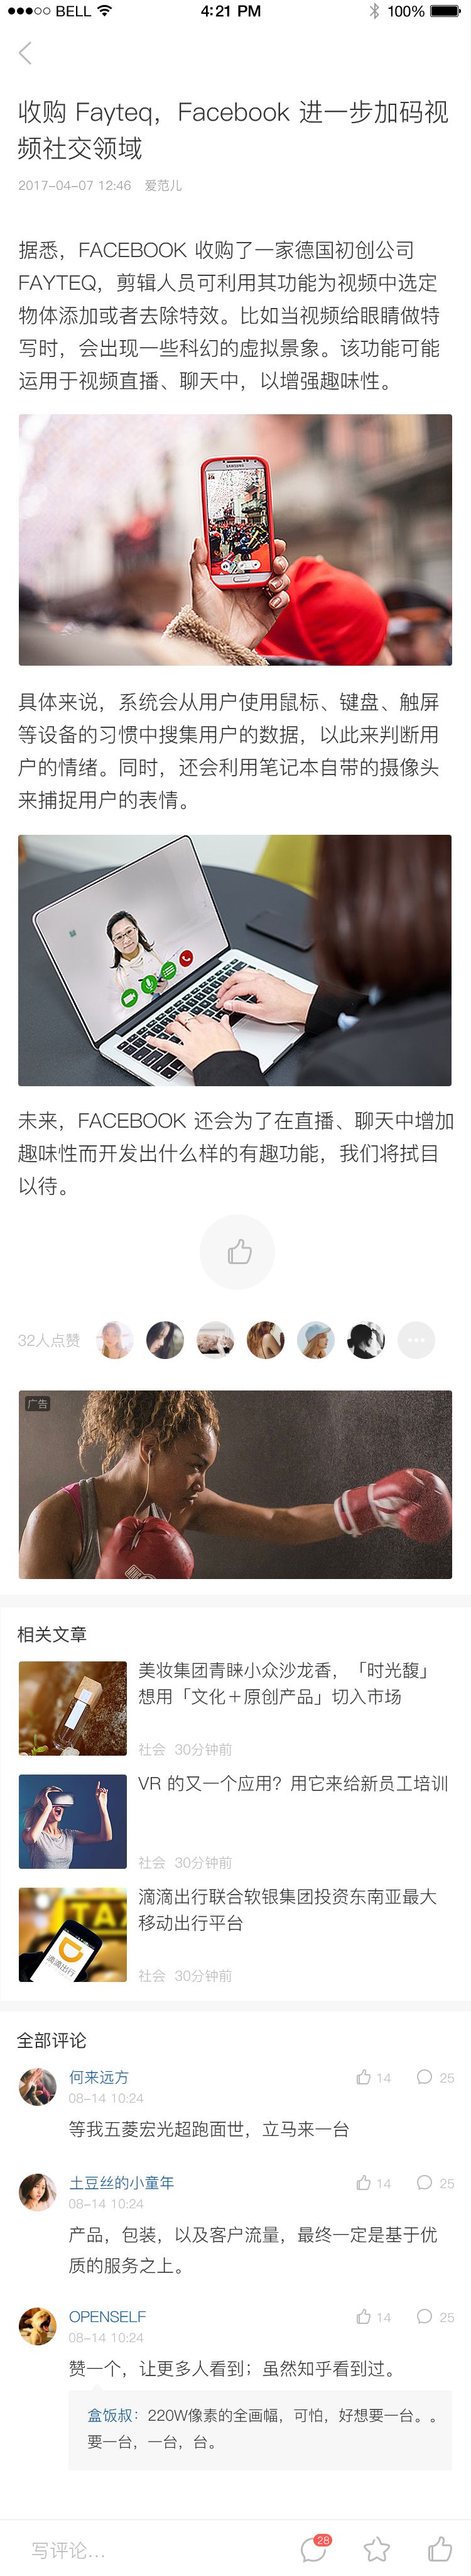 BELL
4:21 PM
100%
收购 Fayteq，Facebook 进一步加码视
频社交领域
2017-04-07 12:46 爱范儿
据悉，FACEBOOK 收购了一家德国初创公司
FAYTEQ，剪辑人员可利用其功能为视频中选定
物体添加或者去除特效。比如当视频给眼睛做特
写时，会出现一些科幻的虚拟景象。该功能可能
运用于视频直播、聊天中，以增强趣味性。
SAMSUNG
具体来说，系统会从用户使用鼠标、键盘、触屏
等设备的习惯中搜集用户的数据，以此来判断用
户的情绪。同时，还会利用笔记本自带的摄像头
来捕捉用户的表情。
未来，FACEBOOK 还会为了在直播、聊天中增加
趣味性而开发出什么样的有趣功能，我们将拭目
以待。
32人点赞
广告
相关文章
美妆集团青睐小众沙龙香，「时光馥」
想用「文化＋原创产品」切入市场
社会 30分钟前
VR 的又一个应用？用它来给新员工培训
社会 30分钟前
TAX
滴滴出行
滴滴出行联合软银集团投资东南亚最大
移动出行平台
社会 30分钟前
全部评论
何来远方 14 25
08-14 10:24
等我五菱宏光超跑面世，立马来一台
土豆丝的小童年 14 25
08-14 10:24
产品，包装，以及客户流量，最终一定是基于优
质的服务之上。
OPENSELF 14 25
08-14 10:24
赞一个，让更多人看到；虽然知乎看到过。
盒饭叔：220W像素的全画幅，可怕，好想要一台。。
要一台，一台，台。
写评论... 28